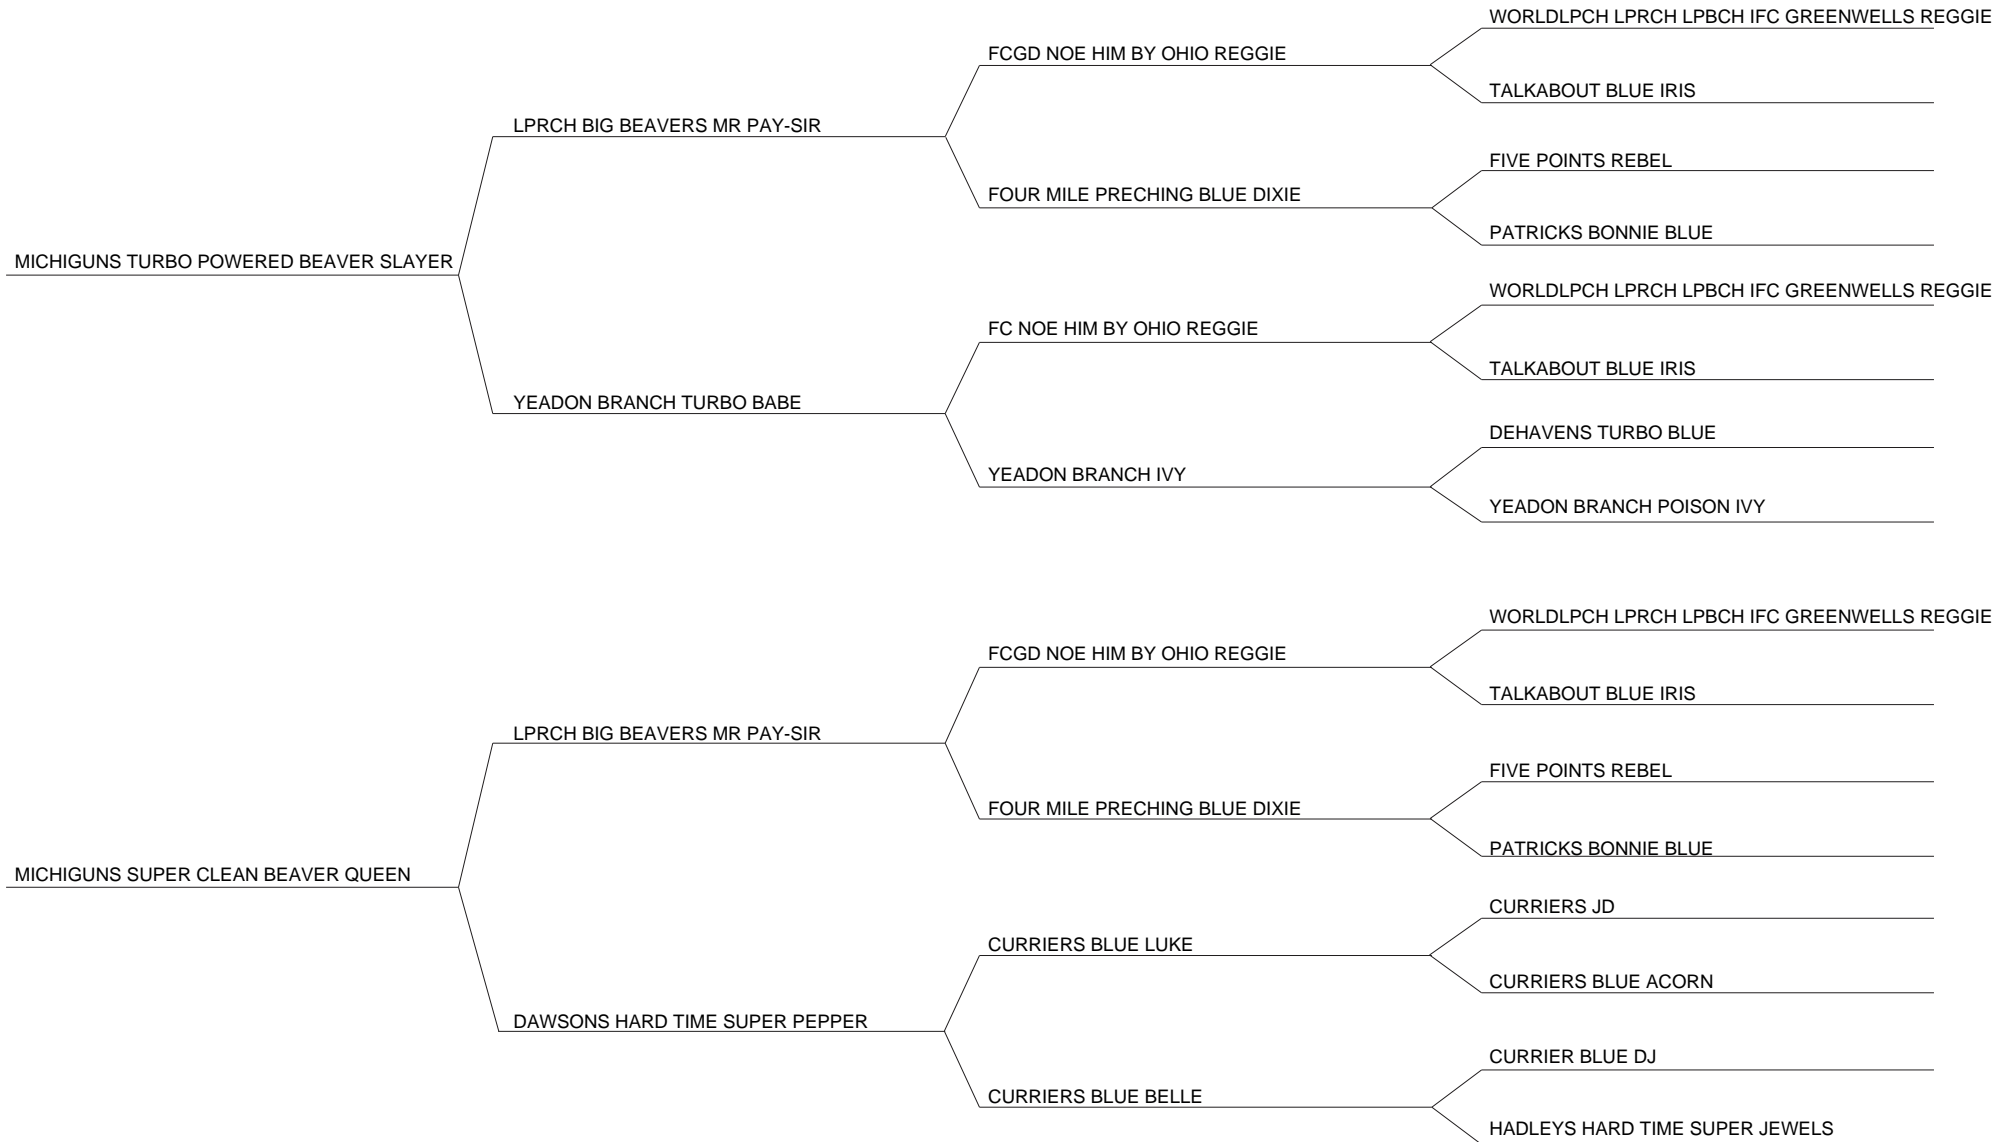 WORLDLPCH LPRCH LPBCH IFC GREENWELLS REGGIE
FCGD NOE HIM BY OHIO REGGIE
TALKABOUT BLUE IRIS
LPRCH BIG BEAVERS MR PAY-SIR
FIVE POINTS REBEL
FOUR MILE PRECHING BLUE DIXIE
PATRICKS BONNIE BLUE
MICHIGUNS TURBO POWERED BEAVER SLAYER
WORLDLPCH LPRCH LPBCH IFC GREENWELLS REGGIE
FC NOE HIM BY OHIO REGGIE
TALKABOUT BLUE IRIS
YEADON BRANCH TURBO BABE
DEHAVENS TURBO BLUE
YEADON BRANCH IVY
YEADON BRANCH POISON IVY
WORLDLPCH LPRCH LPBCH IFC GREENWELLS REGGIE
FCGD NOE HIM BY OHIO REGGIE
TALKABOUT BLUE IRIS
LPRCH BIG BEAVERS MR PAY-SIR
FIVE POINTS REBEL
FOUR MILE PRECHING BLUE DIXIE
PATRICKS BONNIE BLUE
MICHIGUNS SUPER CLEAN BEAVER QUEEN
CURRIERS JD
CURRIERS BLUE LUKE
CURRIERS BLUE ACORN
DAWSONS HARD TIME SUPER PEPPER
CURRIER BLUE DJ
CURRIERS BLUE BELLE
HADLEYS HARD TIME SUPER JEWELS